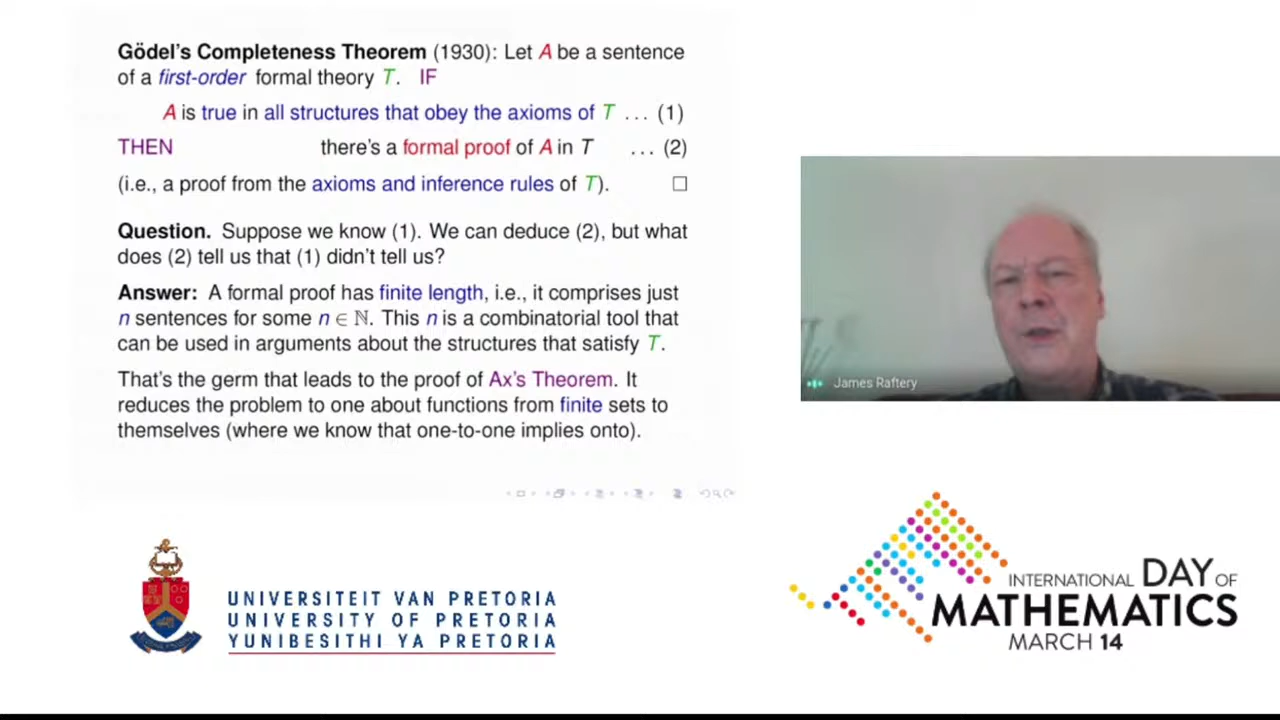 Gödel's Completeness Theorem (1930): Let A be a sentence
of a first-order formal theory T. IF
A is true in all structures that obey the axioms of T ... (1)
THEN there's a formal proof of A in T ... (2)
(i.e., a proof from the axioms and inference rules of T). □
Question. Suppose we know (1). We can deduce (2), but what
does (2) tell us that (1) didn't tell us?
Answer: A formal proof has finite length, i.e., it comprises just
n sentences for some n ∈ ℕ. This n is a combinatorial tool that
can be used in arguments about the structures that satisfy T.
That's the germ that leads to the proof of Ax's Theorem. It
reduces the problem to one about functions from finite sets to
themselves (where we know that one-to-one implies onto).
James Raftery
UNIVERSITEIT VAN PRETORIA
UNIVERSITY OF PRETORIA
YUNIBESITHI YA PRETORIA
INTERNATIONAL DAY OF
MATHEMATICS
MARCH 14